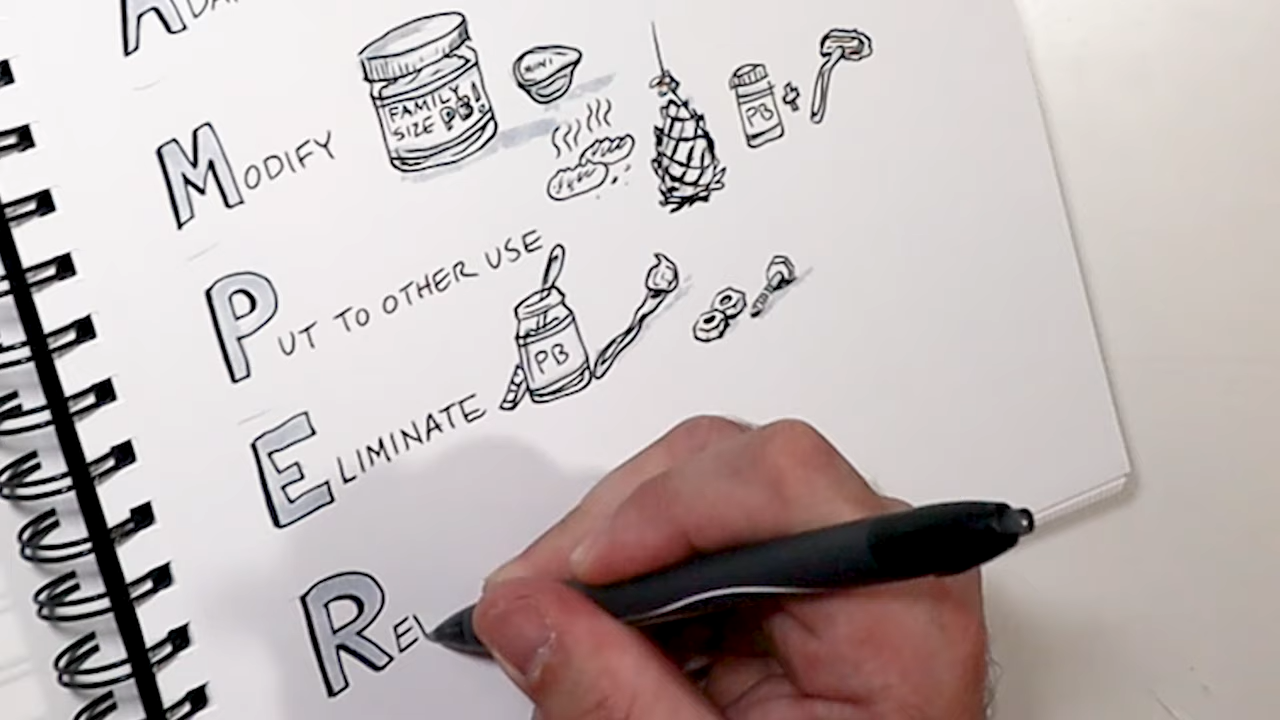 MODIFY
FAMILY
SIZE PB!
MINI
PB
PUT TO OTHER USE
PB
ELIMINATE